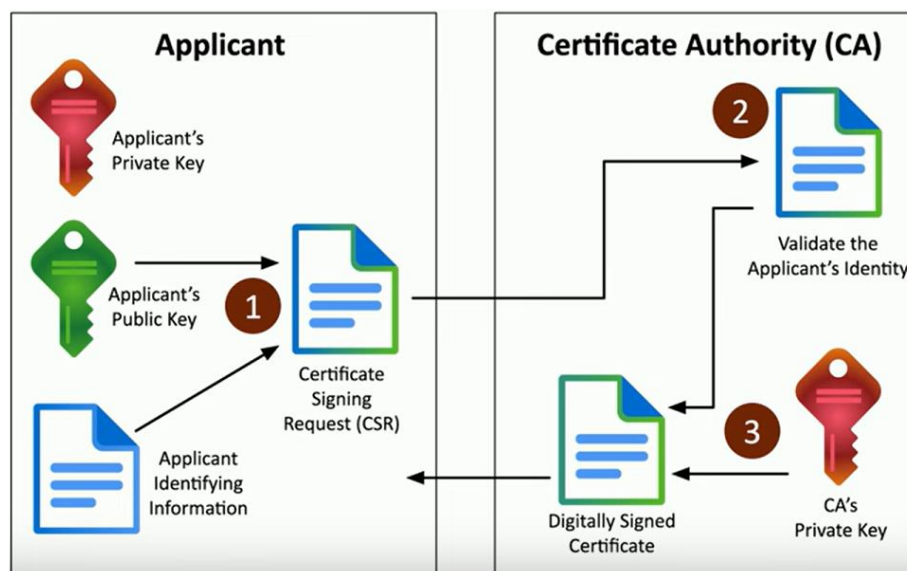 Applicant
Applicant's
Private Key
Applicant's
Public Key
1
Certificate
Signing
Request (CSR)
Applicant
Identifying
Information
Certificate Authority (CA)
2
Validate the
Applicant's Identity
3
Digitally Signed
Certificate
CA's
Private Key